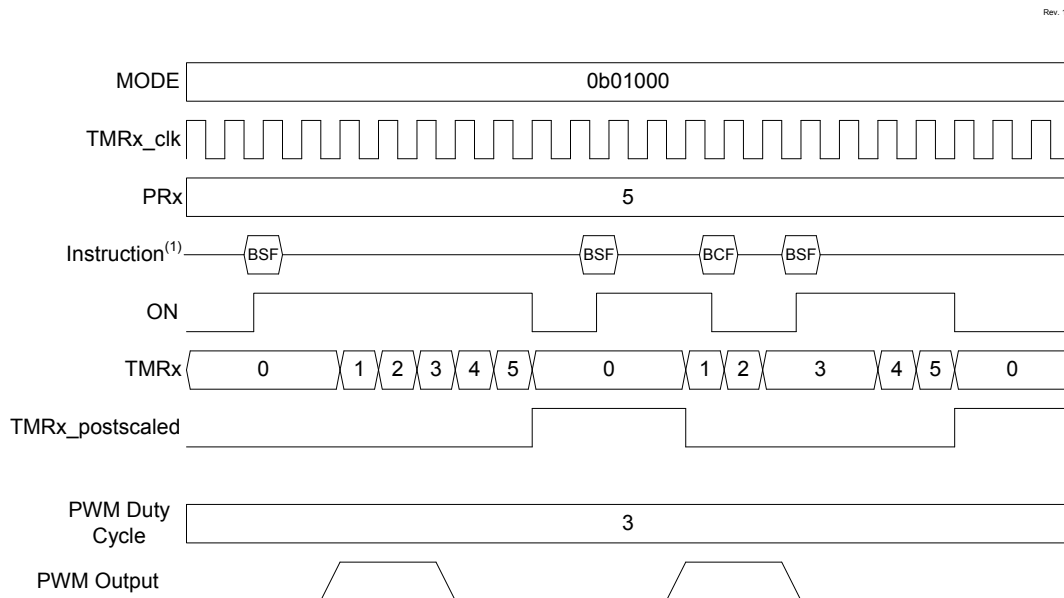 Rev. 1
MODE 0b01000
TMRx_clk
PRx 5
Instruction(1) BSF BSF BCF BSF
ON
TMRx 0 1 2 3 4 5 0 1 2 3 4 5 0
TMRx_postscaled
PWM Duty
Cycle 3
PWM Output